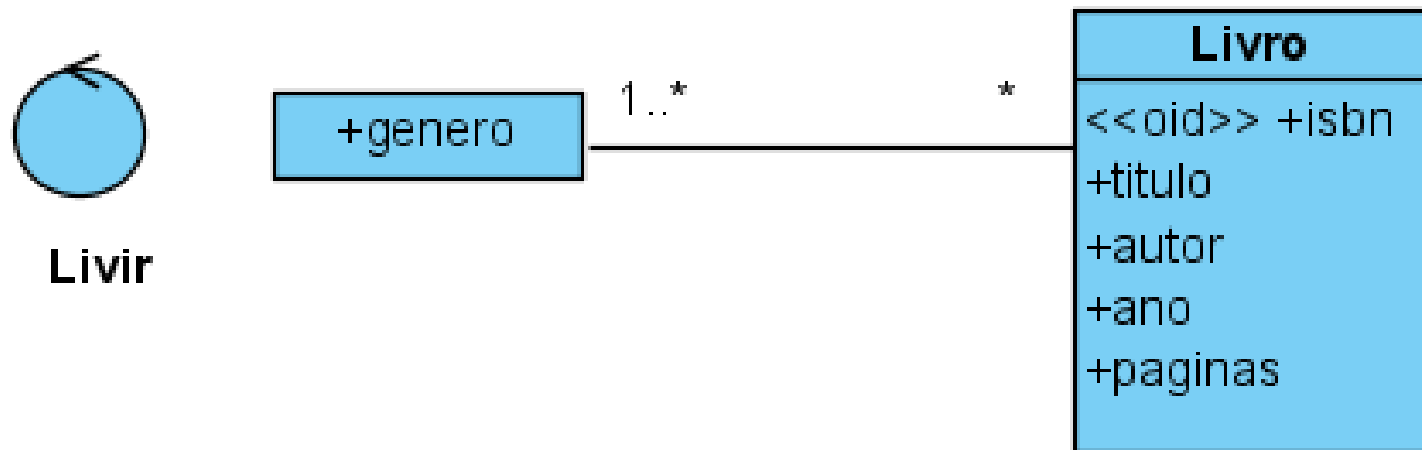 Livir
+genero
1..*
*
Livro
<<oid>> +isbn
+titulo
+autor
+ano
+paginas